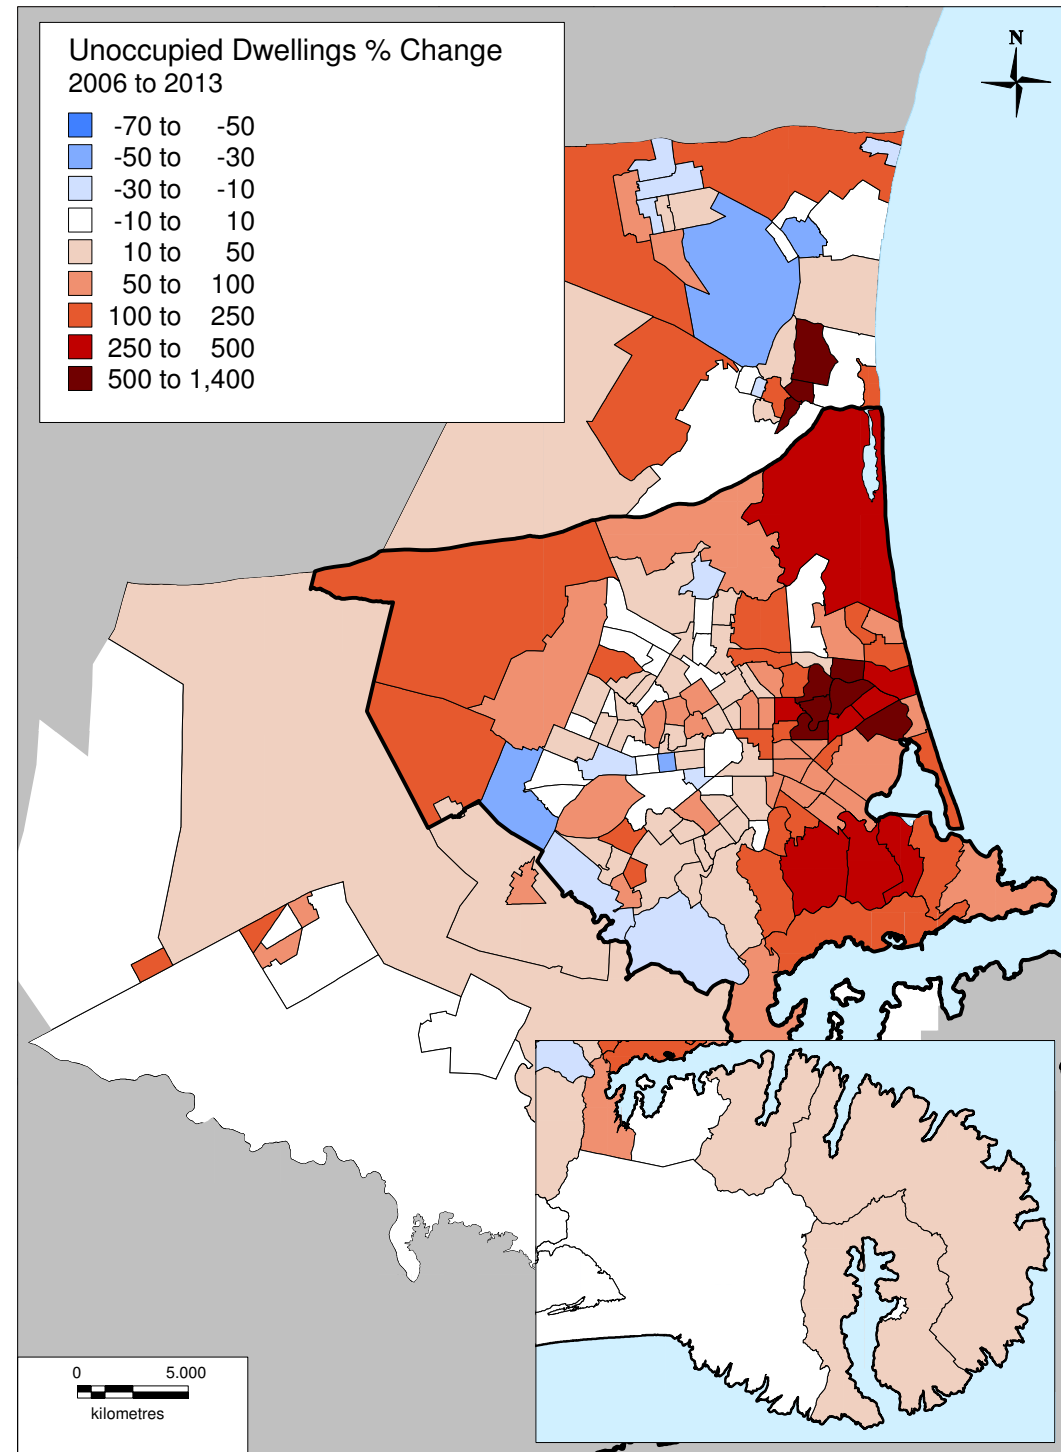 Unoccupied Dwellings % Change
2006 to 2013
-70 to -50
-50 to -30
-30 to -10
-10 to 10
10 to 50
50 to 100
100 to 250
250 to 500
500 to 1,400
N
0 5.000
kilometres